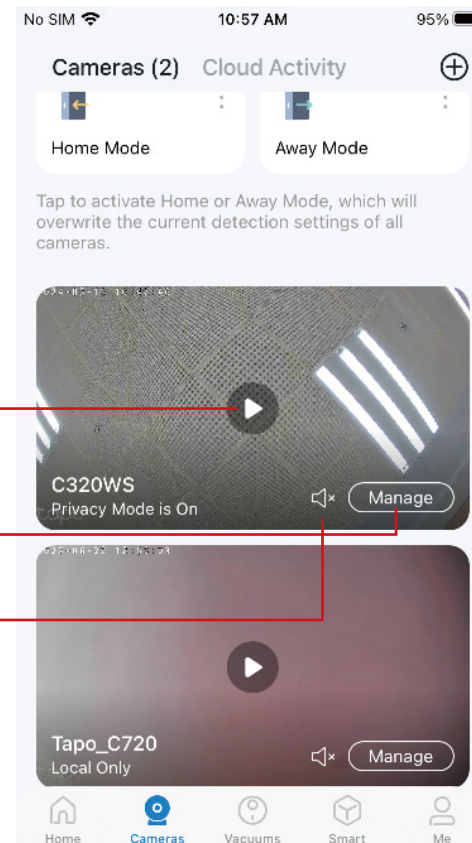 No SIM 10:57 AM 95%
Cameras (2) Cloud Activity
Home Mode Away Mode
Tap to activate Home or Away Mode, which will
overwrite the current detection settings of all
cameras.
C320WS
Privacy Mode is On
Manage
tapo
Tapo_C720
Local Only
Manage
Home Cameras Vacuums Smart Me